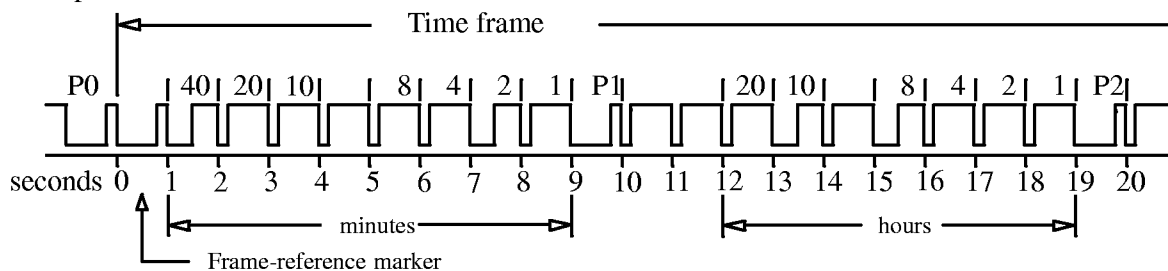 Time frame
P0 40 20 10 8 4 2 1 P1 20 10 8 4 2 1 P2
seconds 0 1 2 3 4 5 6 7 8 9 10 11 12 13 14 15 16 17 18 19 20
minutes hours
Frame-reference marker